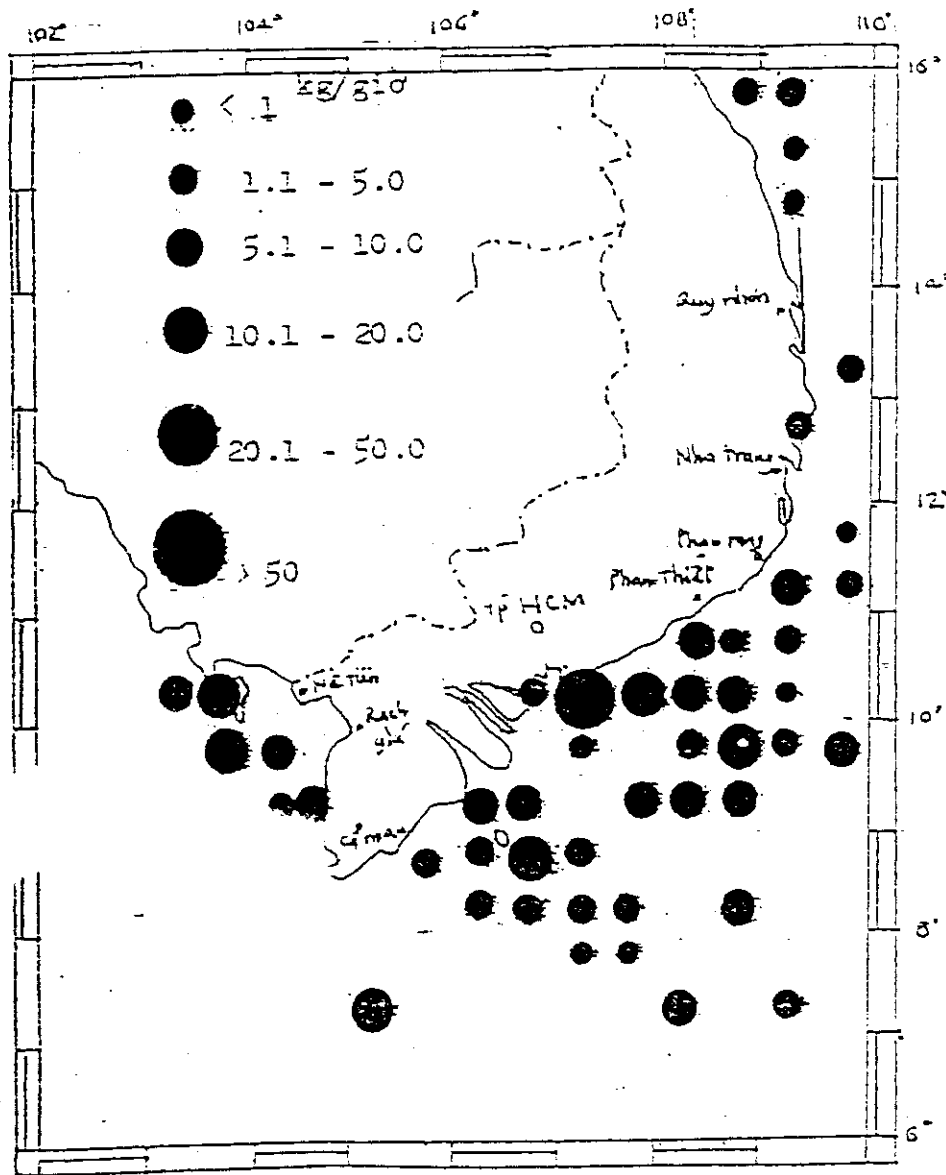 102° 104° 106° 108° 110°
16°
kg/giờ
< .1
1.1 - 5.0
5.1 - 10.0
14°
10.1 - 20.0
Quy nhơn
20.1 - 50.0
Nha Trang
12°
> 50
Phan Thiết
TP HCM
Hà Tiên
Rạch giá
10°
Cà mau
8°
6°